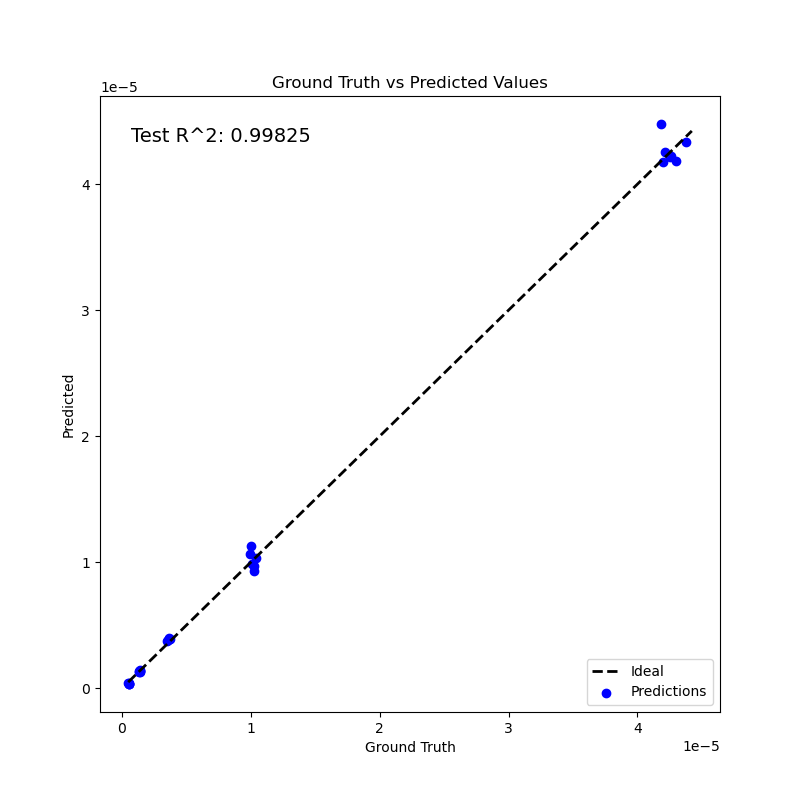 Ground Truth vs Predicted Values
1e−5
Test R^2: 0.99825
4
3
2
1
0
Predicted
Ideal
Predictions
0 1 2 3 4
Ground Truth
1e−5